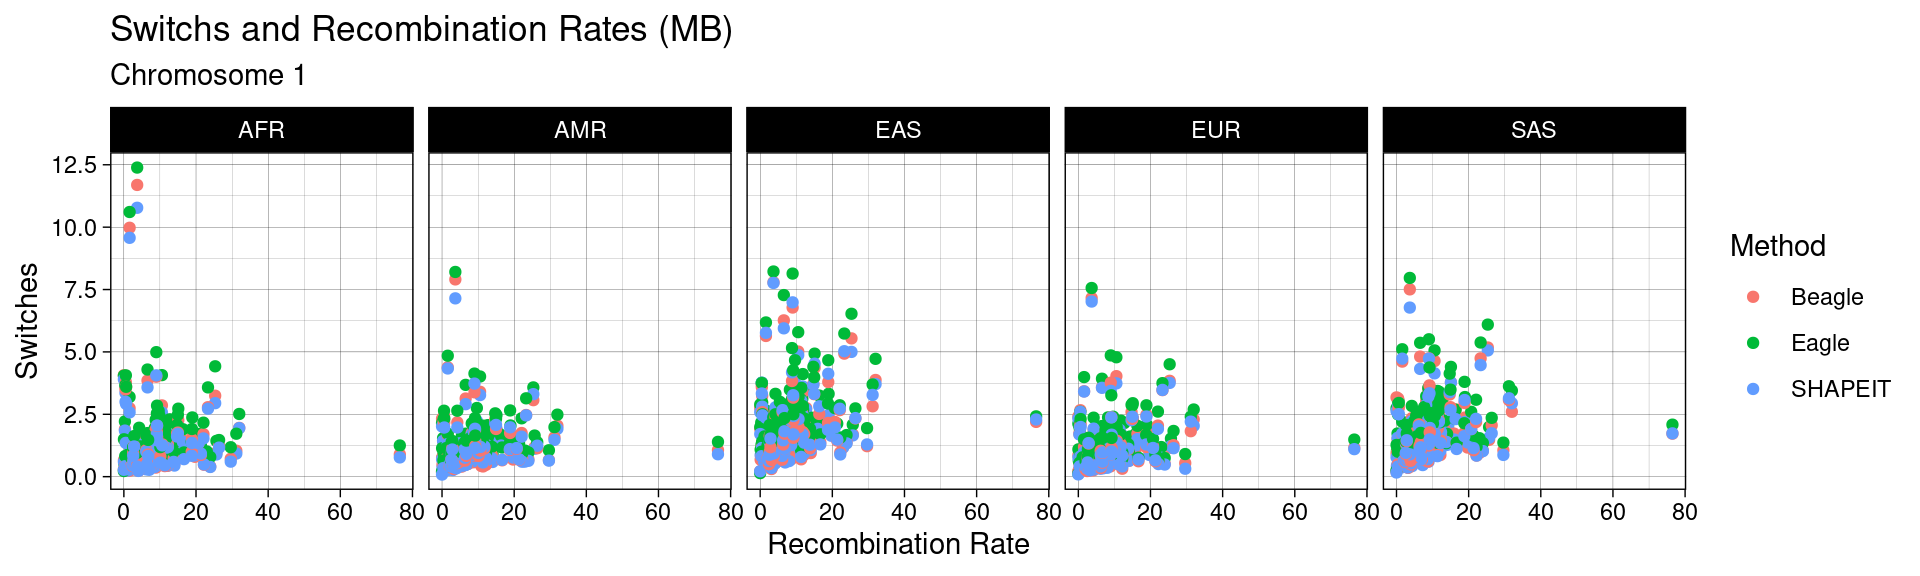 Switchs and Recombination Rates (MB)
Chromosome 1
AFR AMR EAS EUR SAS
Switches
12.5
10.0
7.5
5.0
2.5
0.0
0 20 40 60 80 0 20 40 60 80 0 20 40 60 80 0 20 40 60 80 0 20 40 60 80
Recombination Rate
Method
Beagle
Eagle
SHAPEIT